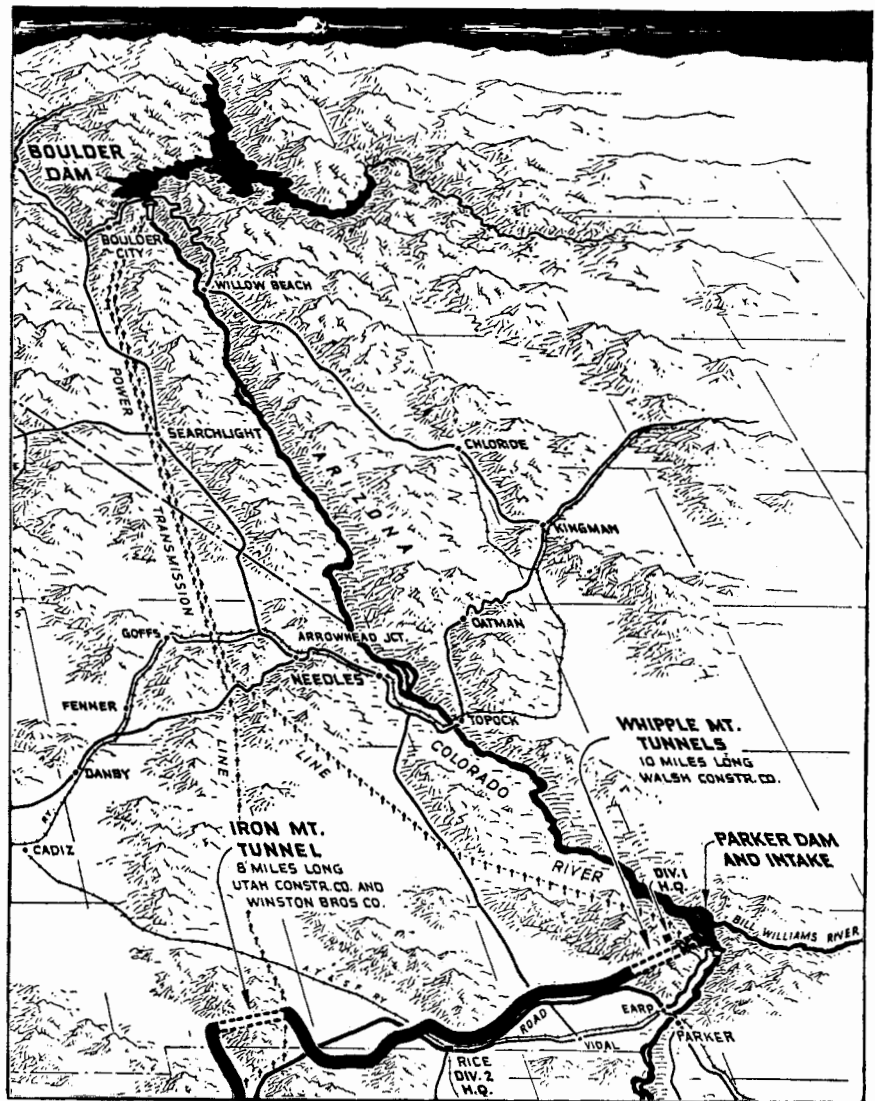 BOULDER
DAM
BOULDER
CITY
WILLOW BEACH
POWER
SEARCHLIGHT
ARIZONA
CHLORIDE
KINGMAN
TRANSMISSION
OATMAN
GOFFS
ARROWHEAD JCT.
NEEDLES
FENNER
TOPOCK
WHIPPLE MT.
TUNNELS
10 MILES LONG
WALSH CONSTR. CO.
LINE
LINE
COLORADO
DANBY
RY.
CADIZ
IRON MT.
TUNNEL
8 MILES LONG
UTAH CONSTR. CO. AND
WINSTON BROS CO.
RIVER
PARKER DAM
AND INTAKE
DIV. 1
H.Q.
BILL WILLIAMS RIVER
A.T. & S.F. RY
ROAD
EARP
PARKER
VIDAL
RICE
DIV. 2
H.Q.